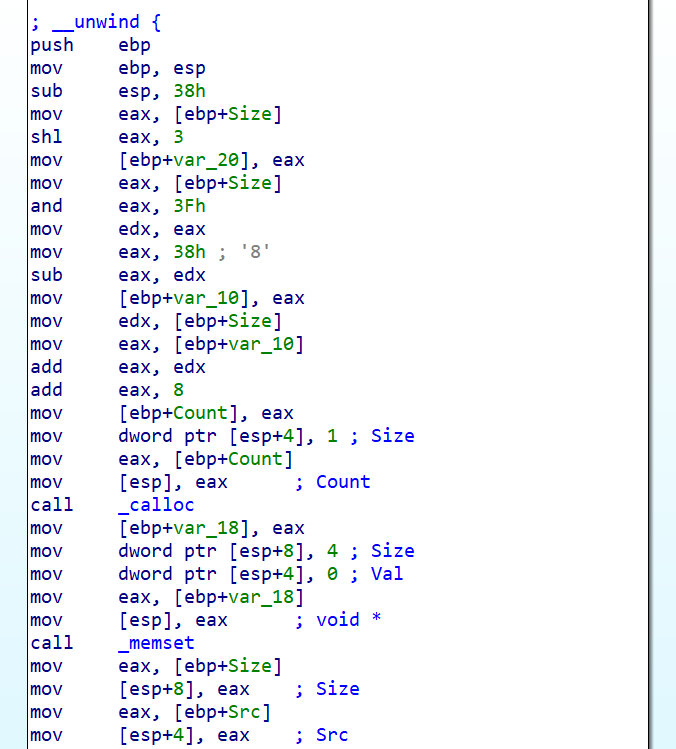 ; __unwind {
push ebp
mov ebp, esp
sub esp, 38h
mov eax, [ebp+Size]
shl eax, 3
mov [ebp+var_20], eax
mov eax, [ebp+Size]
and eax, 3Fh
mov edx, eax
mov eax, 38h ; '8'
sub eax, edx
mov [ebp+var_10], eax
mov edx, [ebp+Size]
mov eax, [ebp+var_10]
add eax, edx
add eax, 8
mov [ebp+Count], eax
mov dword ptr [esp+4], 1 ; Size
mov eax, [ebp+Count]
mov [esp], eax ; Count
call _calloc
mov [ebp+var_18], eax
mov dword ptr [esp+8], 4 ; Size
mov dword ptr [esp+4], 0 ; Val
mov eax, [ebp+var_18]
mov [esp], eax ; void *
call _memset
mov eax, [ebp+Size]
mov [esp+8], eax ; Size
mov eax, [ebp+Src]
mov [esp+4], eax ; Src